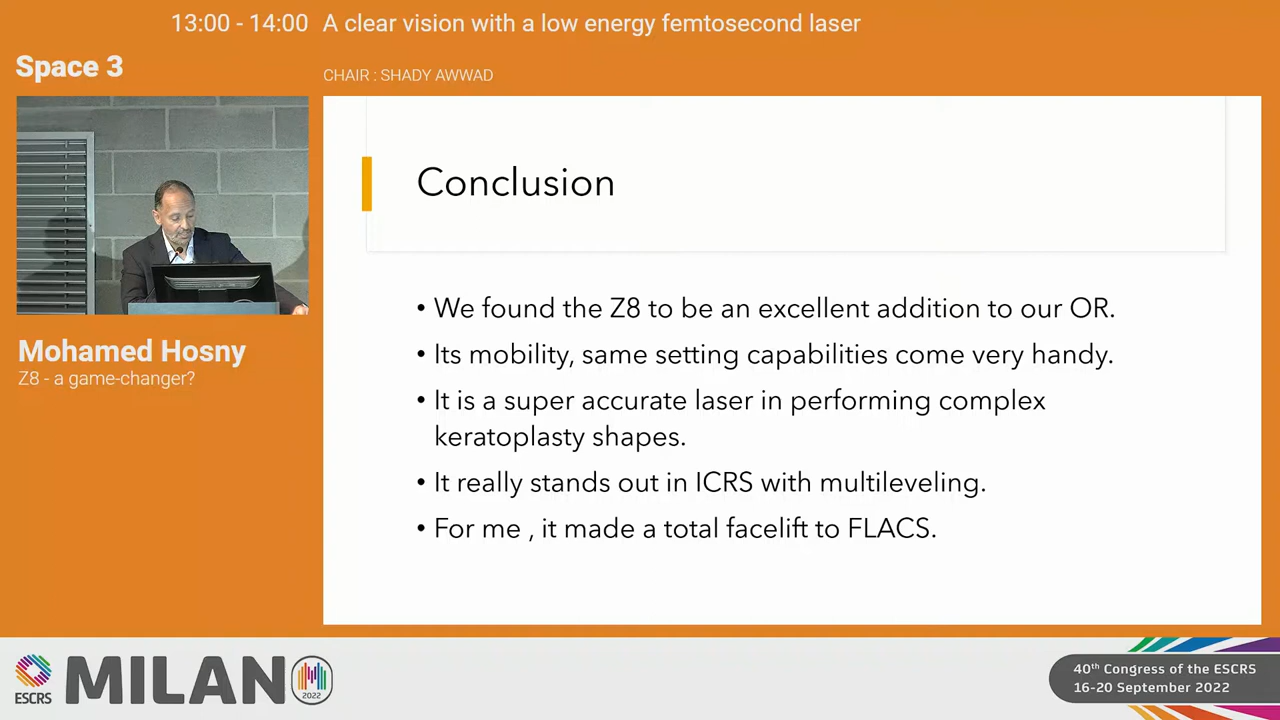 13:00 - 14:00 A clear vision with a low energy femtosecond laser
Space 3
CHAIR : SHADY AWWAD
Conclusion
• We found the Z8 to be an excellent addition to our OR.
• Its mobility, same setting capabilities come very handy.
• It is a super accurate laser in performing complex
keratoplasty shapes.
• It really stands out in ICRS with multileveling.
• For me , it made a total facelift to FLACS.
Mohamed Hosny
Z8 - a game-changer?
ESCRS
MILANO
2022
40th Congress of the ESCRS
16-20 September 2022